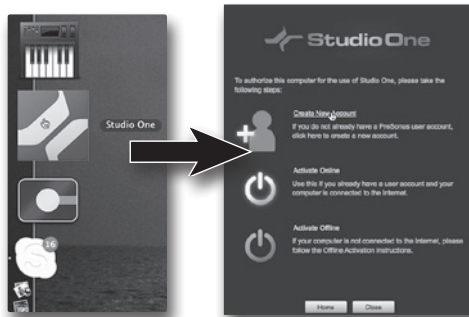 Studio One
16
Studio One
To authorize this computer for the use of Studio One, please take the
following steps:
Create New Account
If you do not already have a PreSonus user account,
click here to create a new account.
Activate Online
Use this if you already have a user account and your
computer is connected to the Internet.
Activate Offline
If your computer is not connected to the Internet, please
follow the Offline Activation instructions.
Home
Close